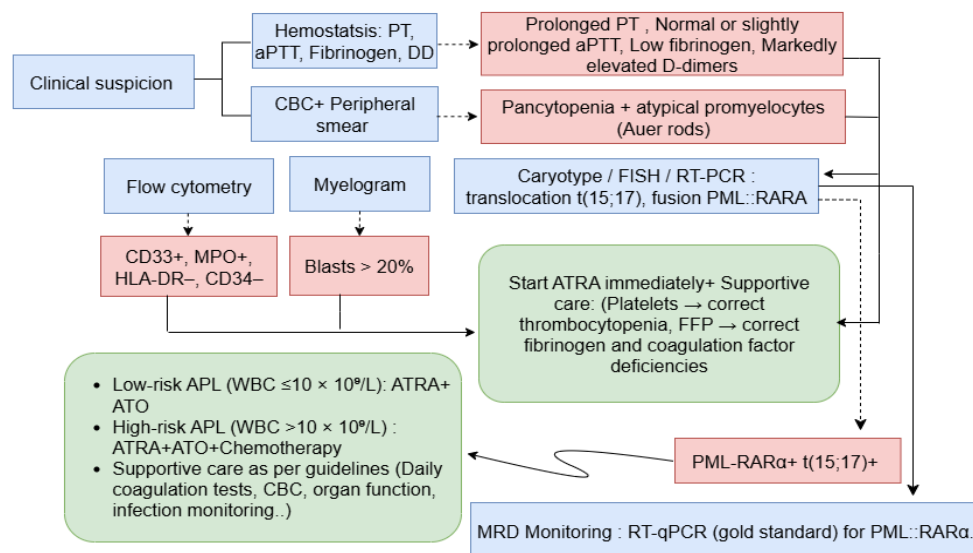 Clinical suspicion
Hemostatsis: PT,
aPTT, Fibrinogen, DD
Prolonged PT , Normal or slightly
prolonged aPTT, Low fibrinogen, Markedly
elevated D-dimers
CBC+ Peripheral
smear
Pancytopenia + atypical promyelocytes
(Auer rods)
Flow cytometry
Myelogram
Caryotype / FISH / RT-PCR :
translocation t(15;17), fusion PML::RARA
CD33+, MPO+,
HLA-DR–, CD34–
Blasts > 20%
Start ATRA immediately+ Supportive
care: (Platelets → correct
thrombocytopenia, FFP → correct
fibrinogen and coagulation factor
deficiencies
• Low-risk APL (WBC ≤10 × 10⁹/L): ATRA+
ATO
• High-risk APL (WBC >10 × 10⁹/L) :
ATRA+ATO+Chemotherapy
• Supportive care as per guidelines (Daily
coagulation tests, CBC, organ function,
infection monitoring..)
PML-RARα+ t(15;17)+
MRD Monitoring : RT-qPCR (gold standard) for PML::RARα.